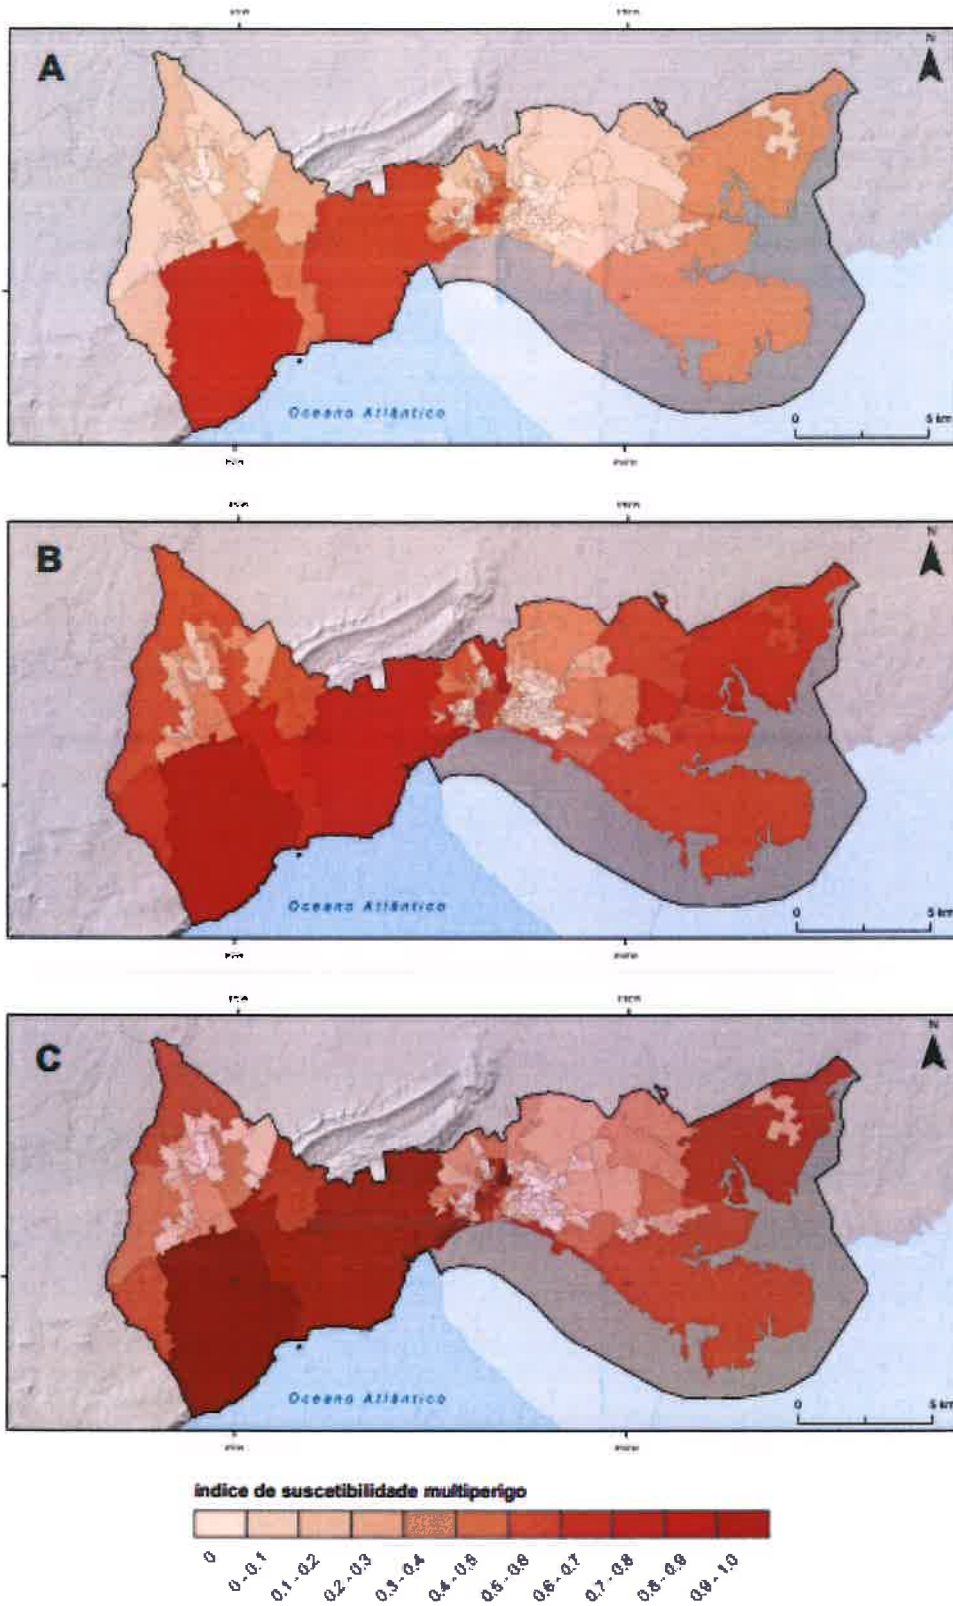 A
N
Oceano Atlântico
0 5 km
B
N
Oceano Atlântico
0 5 km
C
N
Oceano Atlântico
0 5 km
índice de suscetibilidade multiperigo
0
0 - 0.1
0.1 - 0.2
0.2 - 0.3
0.3 - 0.4
0.4 - 0.5
0.5 - 0.6
0.6 - 0.7
0.7 - 0.8
0.8 - 0.9
0.9 - 1.0